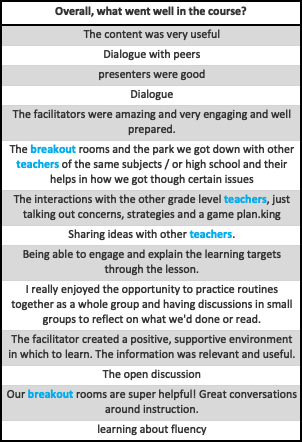 Overall, what went well in the course?
The content was very useful
Dialogue with peers
presenters were good
Dialogue
The facilitators were amazing and very engaging and well
prepared.
The breakout rooms and the park we got down with other
teachers of the same subjects / or high school and their
helps in how we got though certain issues
The interactions with the other grade level teachers, just
talking out concerns, strategies and a game plan.king
Sharing ideas with other teachers.
Being able to engage and explain the learning targets
through the lesson.
I really enjoyed the opportunity to practice routines
together as a whole group and having discussions in small
groups to reflect on what we'd done or read.
The facilitator created a positive, supportive environment
in which to learn. The information was relevant and useful.
The open discussion
Our breakout rooms are super helpful! Great conversations
around instruction.
learning about fluency